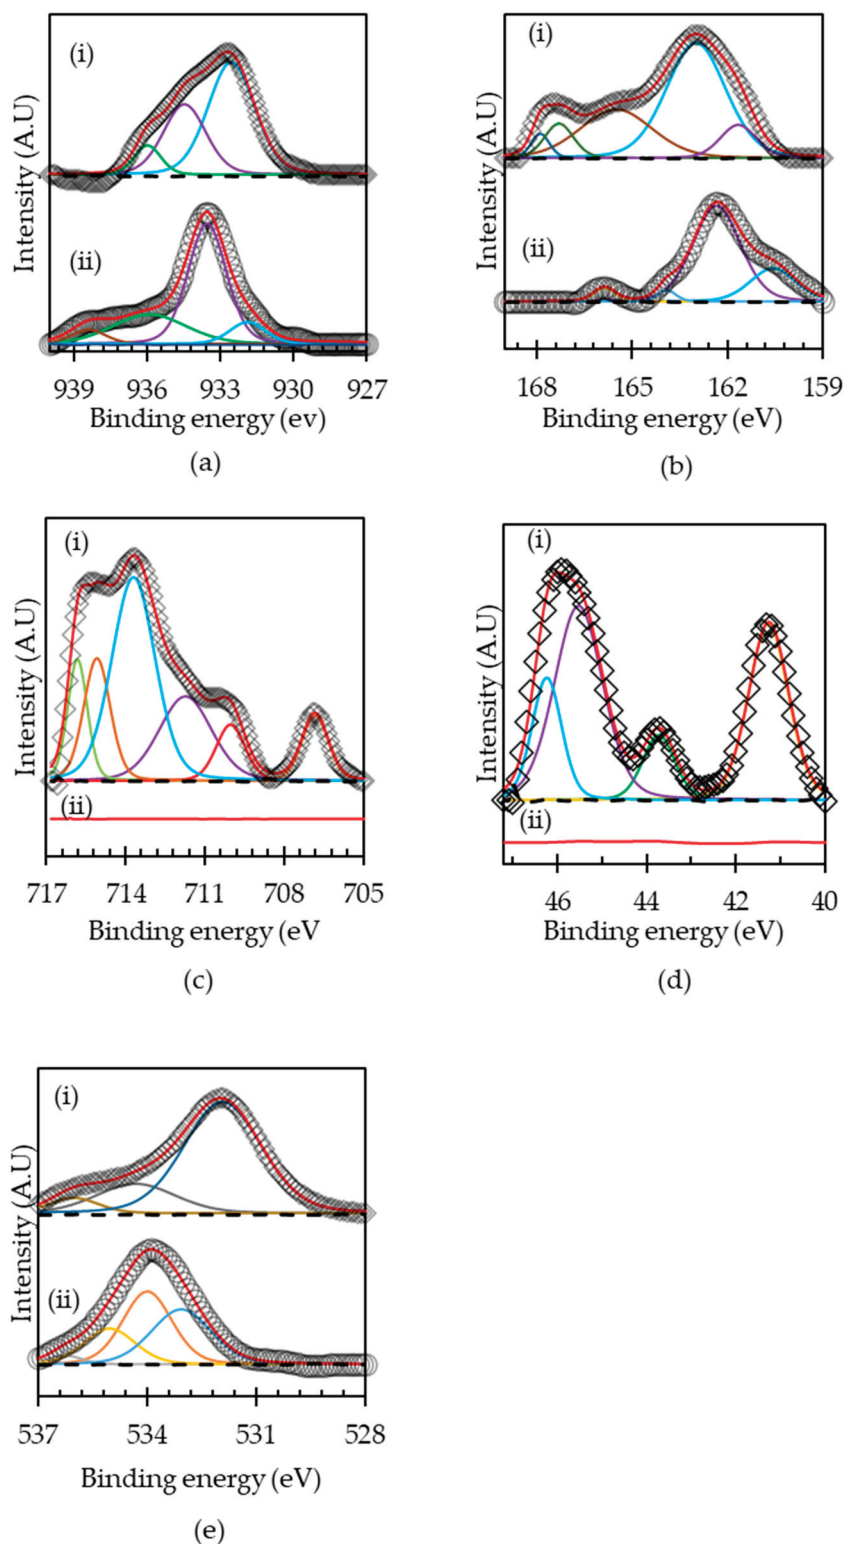 (i)
(ii)
Intensity (A.U)
939 936 933 930 927
Binding energy (ev)
(a)
(i)
(ii)
Intensity (A.U)
168 165 162 159
Binding energy (eV)
(b)
(i)
(ii)
Intensity (A.U)
717 714 711 708 705
Binding energy (eV
(c)
(i)
(ii)
Intensity (A.U)
46 44 42 40
Binding energy (eV)
(d)
(i)
(ii)
Intensity (A.U)
Intensity (A.U)
537 534 531 528
Binding energy (eV)
(e)